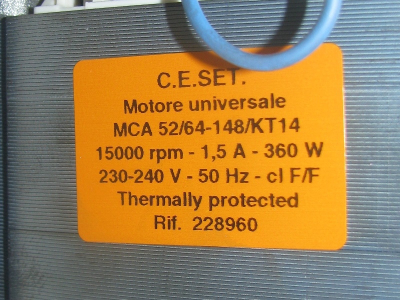 C.E.SET.
Motore universale
MCA 52/64-148/KT14
15000 rpm - 1,5 A - 360 W
230-240 V - 50 Hz - cl F/F
Thermally protected
Rif. 228960